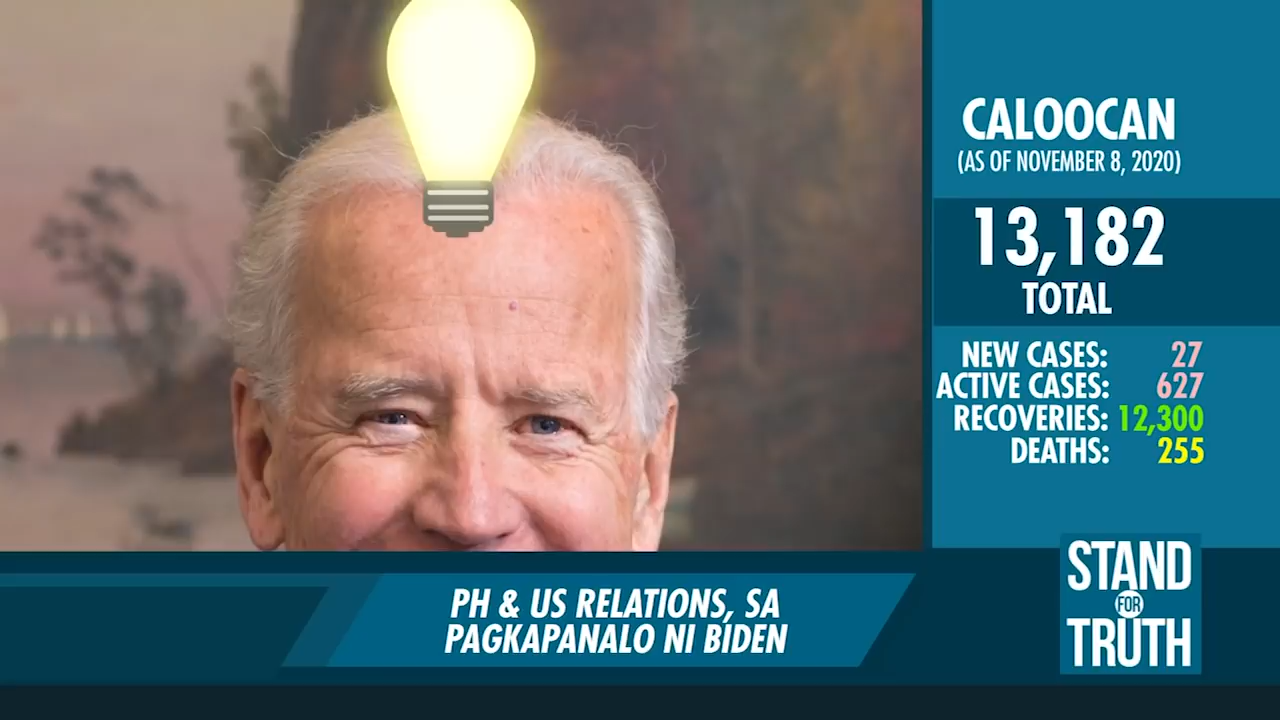 CALOOCAN
(AS OF NOVEMBER 8, 2020)
13,182
TOTAL
NEW CASES: 27
ACTIVE CASES: 627
RECOVERIES: 12,300
DEATHS: 255
PH & US RELATIONS, SA
PAGKAPANALO NI BIDEN
STAND
FOR
TRUTH